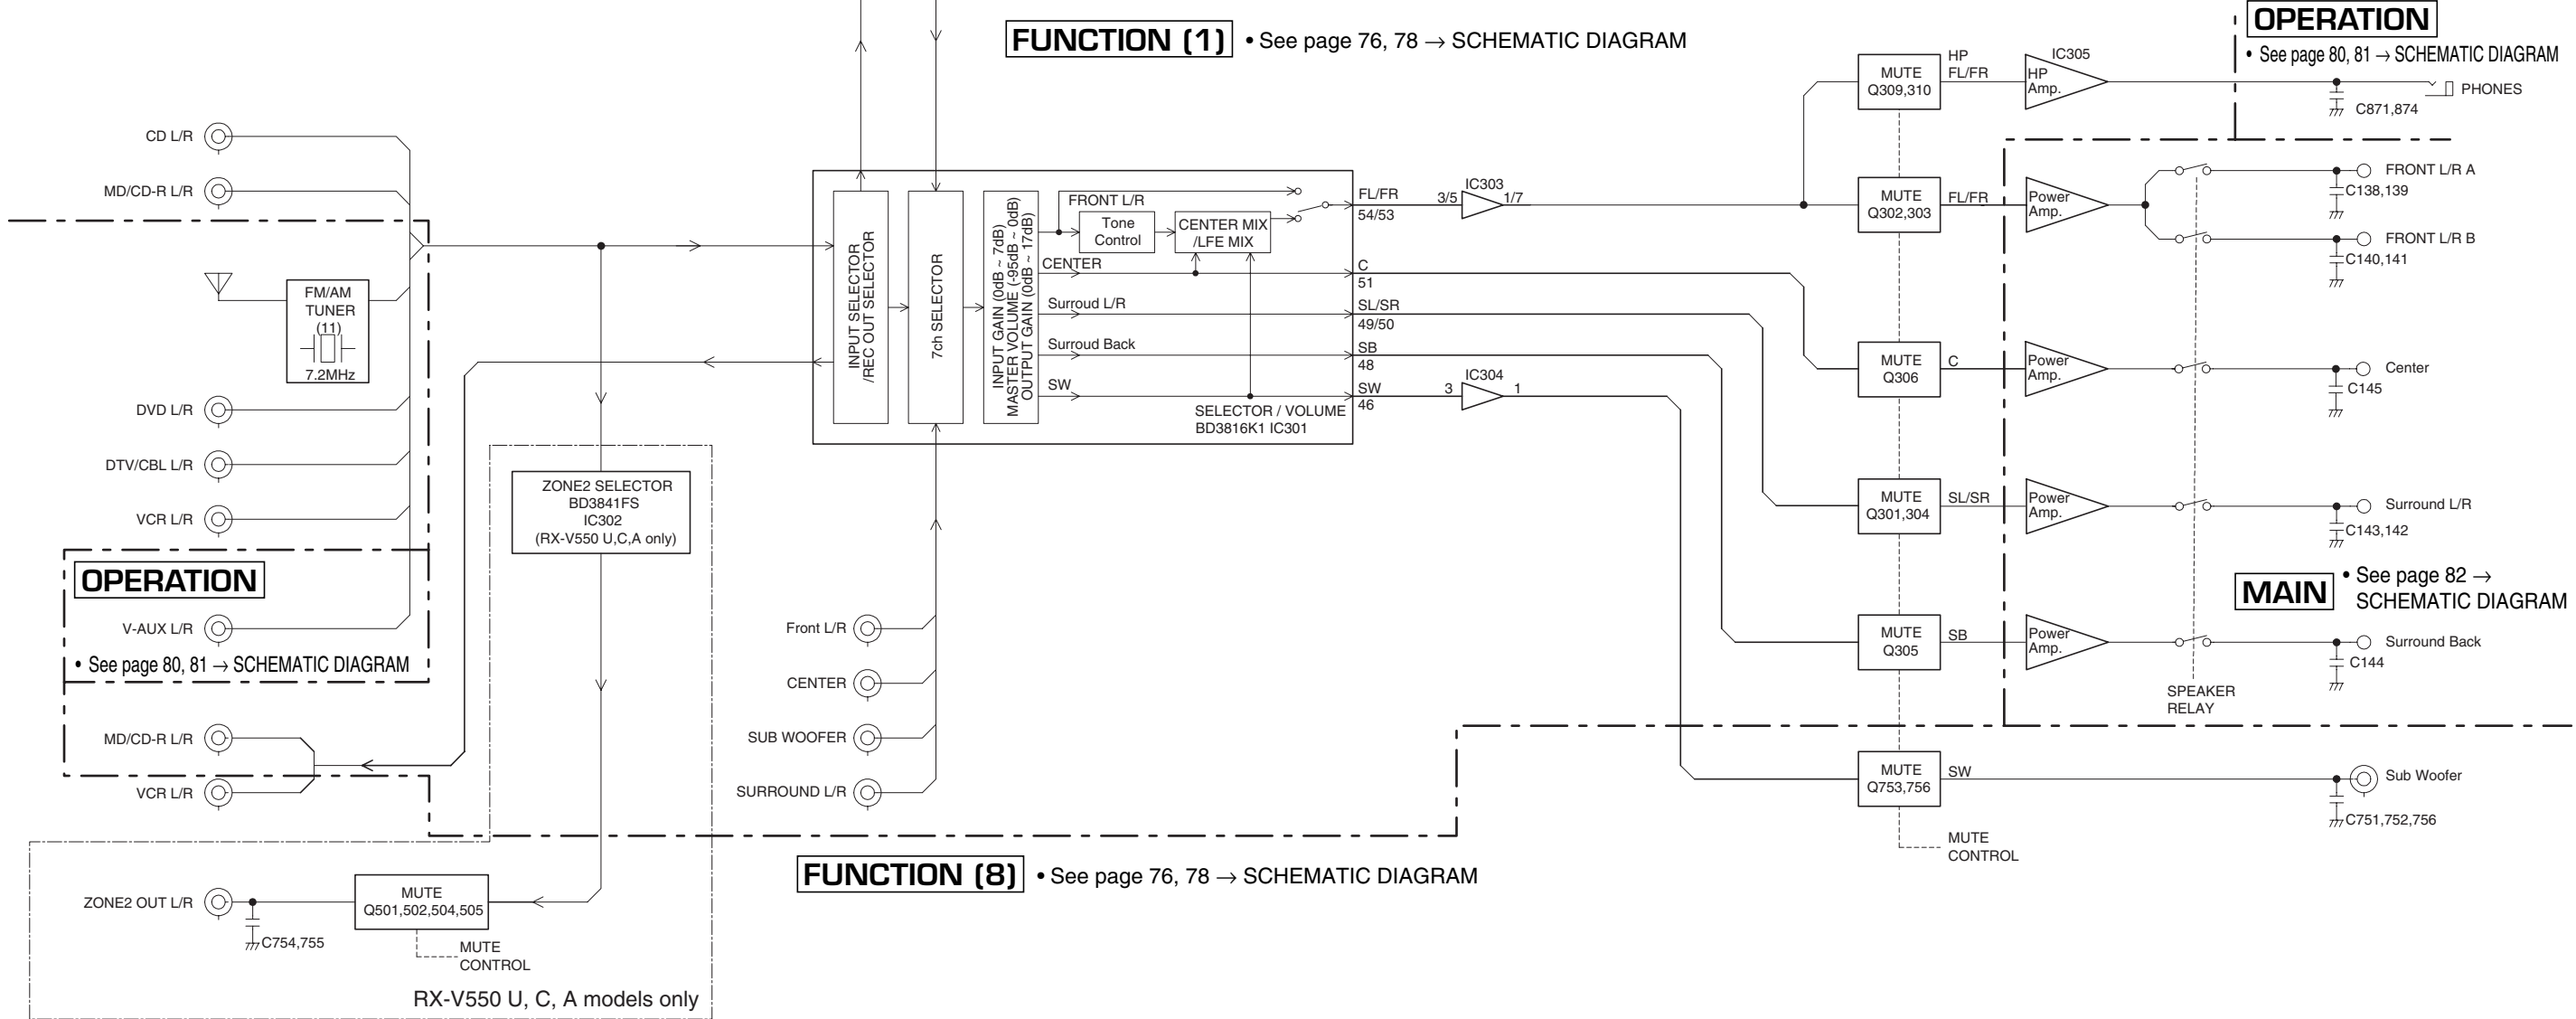 FUNCTION (1) • See page 76, 78 → SCHEMATIC DIAGRAM
OPERATION
• See page 80, 81 → SCHEMATIC DIAGRAM
CD L/R
MD/CD-R L/R
FM/AM
TUNER
(11)
7.2MHz
DVD L/R
DTV/CBL L/R
VCR L/R
OPERATION
V-AUX L/R
• See page 80, 81 → SCHEMATIC DIAGRAM
MD/CD-R L/R
VCR L/R
ZONE2 SELECTOR
BD3841FS
IC302
(RX-V550 U,C,A only)
ZONE2 OUT L/R
C754,755
MUTE
Q501,502,504,505
MUTE
CONTROL
RX-V550 U, C, A models only
INPUT SELECTOR
/REC OUT SELECTOR
7ch SELECTOR
INPUT GAIN (0dB ~ 7dB)
MASTER VOLUME (-95dB ~ 0dB)
OUTPUT GAIN (0dB ~ 17dB)
FRONT L/R
Tone
Control
CENTER MIX
/LFE MIX
CENTER
Surroud L/R
Surroud Back
SW
SELECTOR / VOLUME
BD3816K1 IC301
FL/FR
54/53
C
51
SL/SR
49/50
SB
48
SW
46
3/5
IC303
1/7
3
IC304
1
Front L/R
CENTER
SUB WOOFER
SURROUND L/R
FUNCTION (8) • See page 76, 78 → SCHEMATIC DIAGRAM
MUTE
Q309,310
HP
FL/FR
HP
Amp.
IC305
C871,874
PHONES
MUTE
Q302,303
FL/FR
Power
Amp.
FRONT L/R A
C138,139
FRONT L/R B
C140,141
MUTE
Q306
C
Power
Amp.
Center
C145
MUTE
Q301,304
SL/SR
Power
Amp.
Surround L/R
C143,142
MAIN
• See page 82 →
SCHEMATIC DIAGRAM
MUTE
Q305
SB
Power
Amp.
Surround Back
C144
SPEAKER
RELAY
MUTE
Q753,756
SW
Sub Woofer
C751,752,756
MUTE
CONTROL